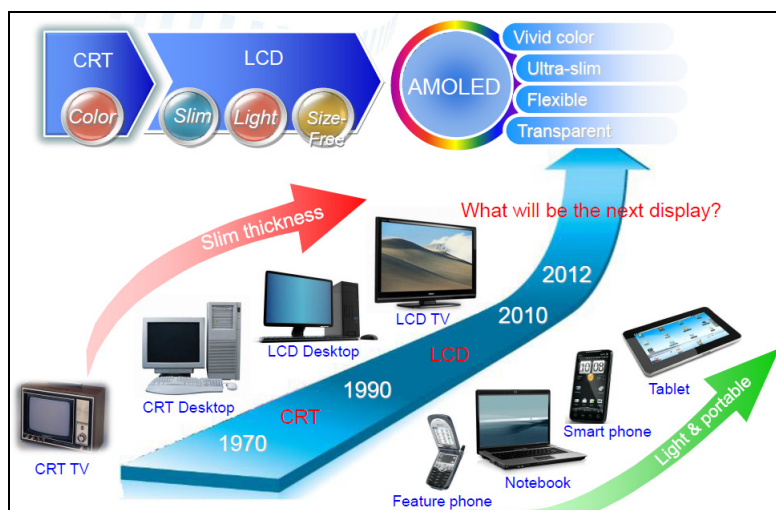 CRT
LCD
Color
Slim
Light
Size-
Free
AMOLED
Vivid color
Ultra-slim
Flexible
Transparent
Slim thickness
What will be the next display?
2012
2010
LCD TV
LCD Desktop
LCD
1990
CRT Desktop
CRT
1970
CRT TV
Tablet
Smart phone
Notebook
Feature phone
Light & portable